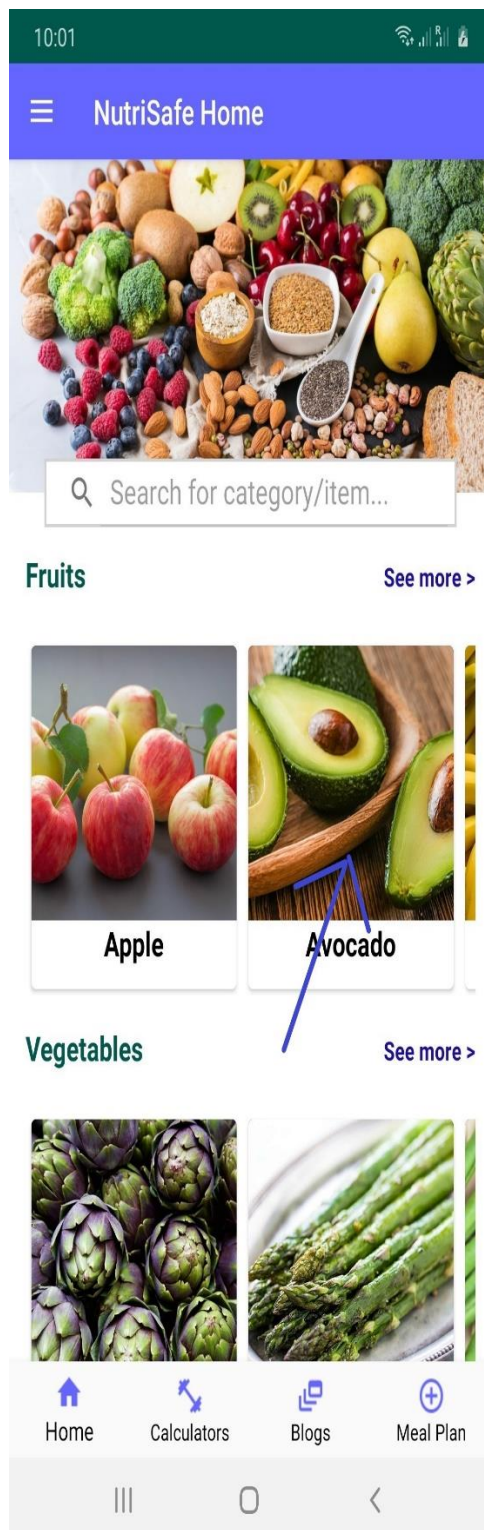 10:01
NutriSafe Home
Search for category/item...
Fruits See more >
Apple Avocado
Vegetables See more >
Home Calculators Blogs Meal Plan